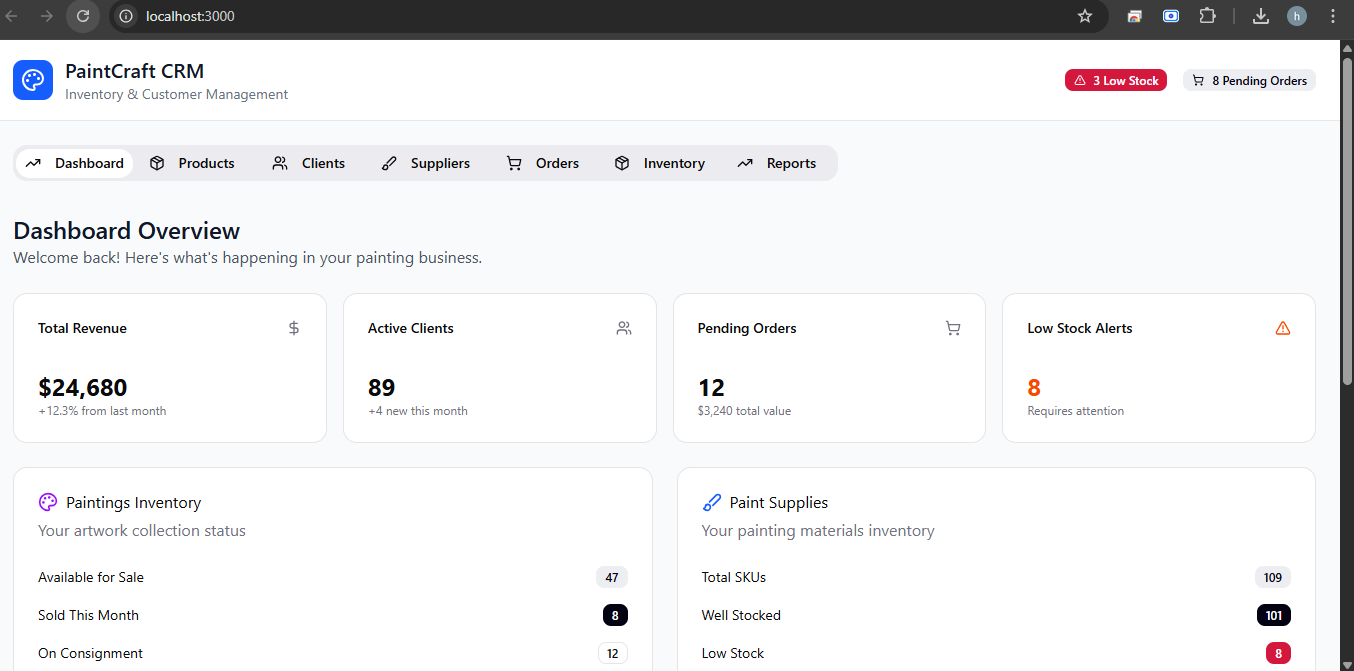 localhost:3000
h
PaintCraft CRM
Inventory & Customer Management
3 Low Stock
8 Pending Orders
Dashboard
Products
Clients
Suppliers
Orders
Inventory
Reports
Dashboard Overview
Welcome back! Here's what's happening in your painting business.
Total Revenue
$24,680
+12.3% from last month
Active Clients
89
+4 new this month
Pending Orders
12
$3,240 total value
Low Stock Alerts
8
Requires attention
Paintings Inventory
Your artwork collection status
Available for Sale 47
Sold This Month 8
On Consignment 12
Paint Supplies
Your painting materials inventory
Total SKUs 109
Well Stocked 101
Low Stock 8